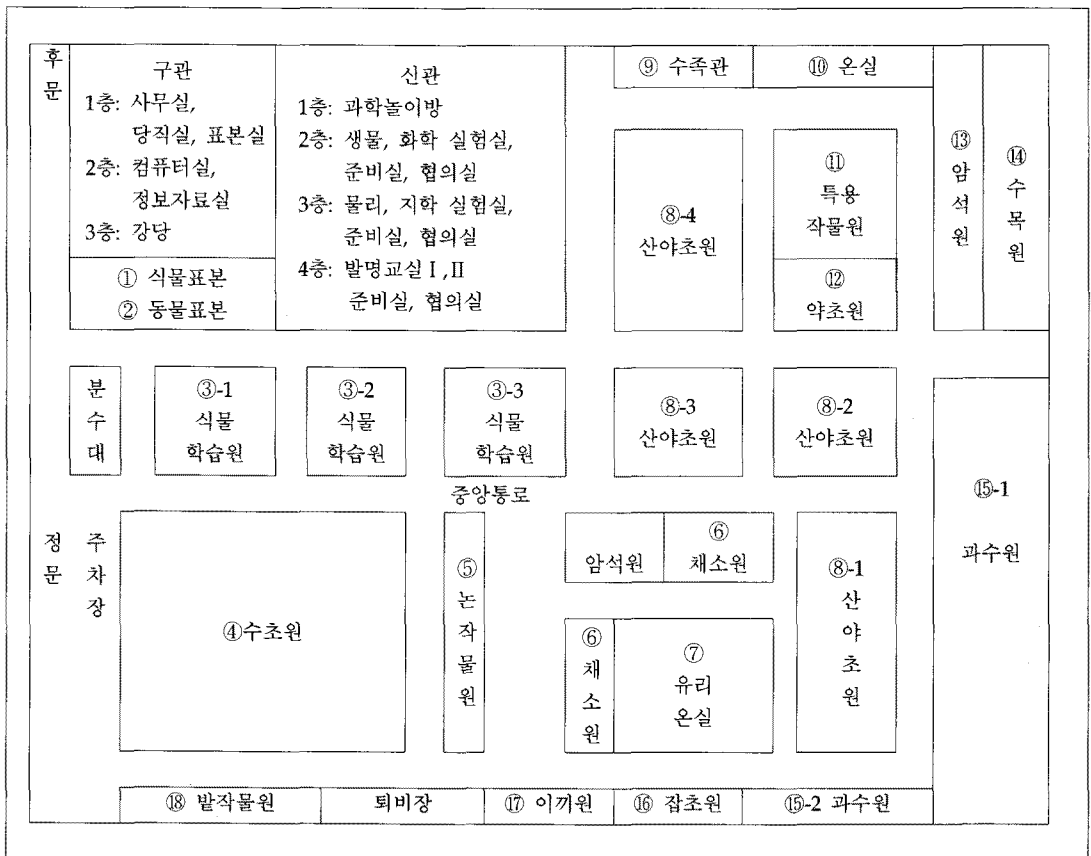 후문
구관
1층: 사무실,
당직실, 표본실
2층: 컴퓨터실,
정보자료실
3층: 강당
① 식물표본
② 동물표본
신관
1층: 과학놀이방
2층: 생물, 화학 실험실,
준비실, 협의실
3층: 물리, 지학 실험실,
준비실, 협의실
4층: 발명교실Ⅰ,Ⅱ
준비실, 협의실
⑨ 수족관
⑩ 온실
⑧-4
산야초원
⑪
특용
작물원
⑫
약초원
⑬암석원
⑭수목원
분수대
③-1
식물
학습원
③-2
식물
학습원
③-3
식물
학습원
⑧-3
산야초원
⑧-2
산야초원
⑮-1
과수원
중앙통로
정문
주차장
④수초원
⑤논작물원
암석원
⑥
채소원
⑥채소원
⑦
유리
온실
⑧-1
산야초원
⑱ 밭작물원
퇴비장
⑰ 이끼원
⑯ 잡초원
⑮-2 과수원